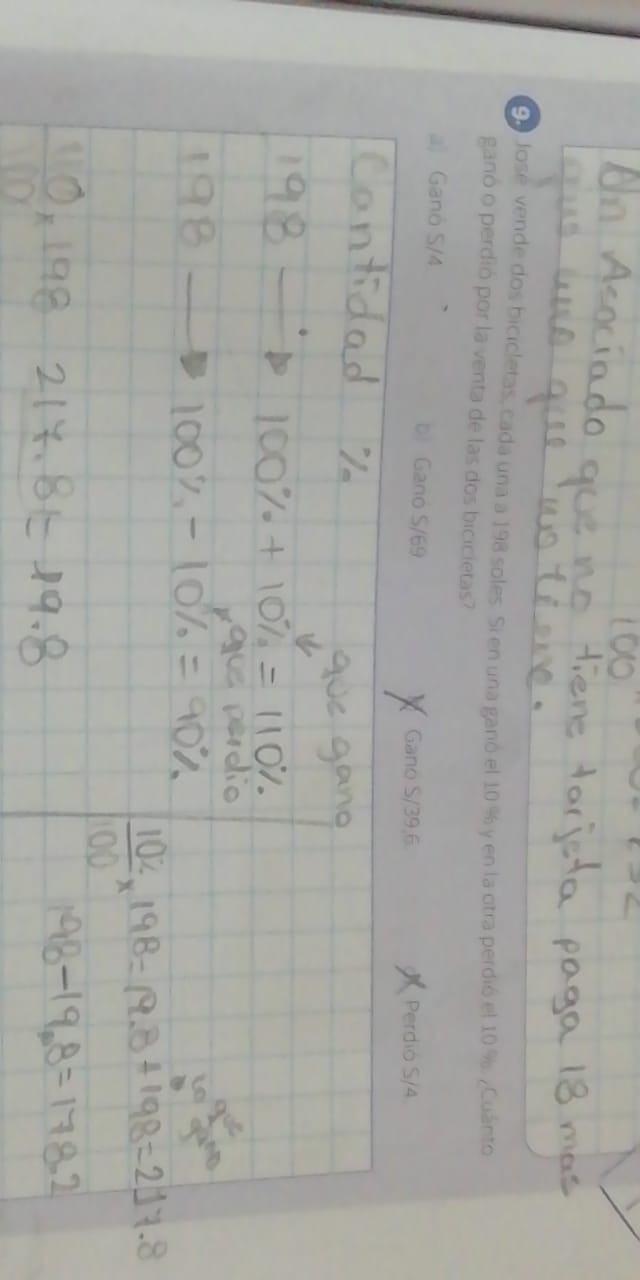 100
Un Asociado que no tiene tarjeta paga 18 mas
que uno que no tiene.
9. José vende dos bicicletas, cada una a 198 soles. Si en una ganó el 10 % y en la otra perdió el 10 %. ¿Cuánto
ganó o perdió por la venta de las dos bicicletas?
a) Ganó S/4. b) Ganó S/69 Ganó S/39,6. Perdió S/4.
Cantidad %
que gano
198 → 100% + 10% = 110%
que perdio
198 → 100% - 10% = 90%
lo que gano
10%/100 x 198 = 19.8 + 198 = 217.8
198 - 19.8 = 178.2
110/100 x 198 217.8 = 19.8